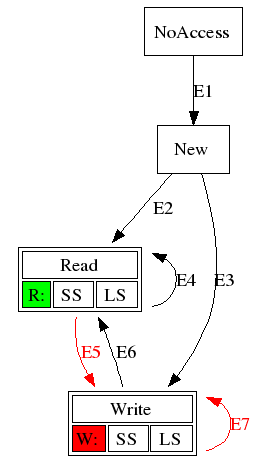 NoAccess
E1
New
E2
Read
R: SS LS
E4
E3
E5
E6
Write
W: SS LS
E7